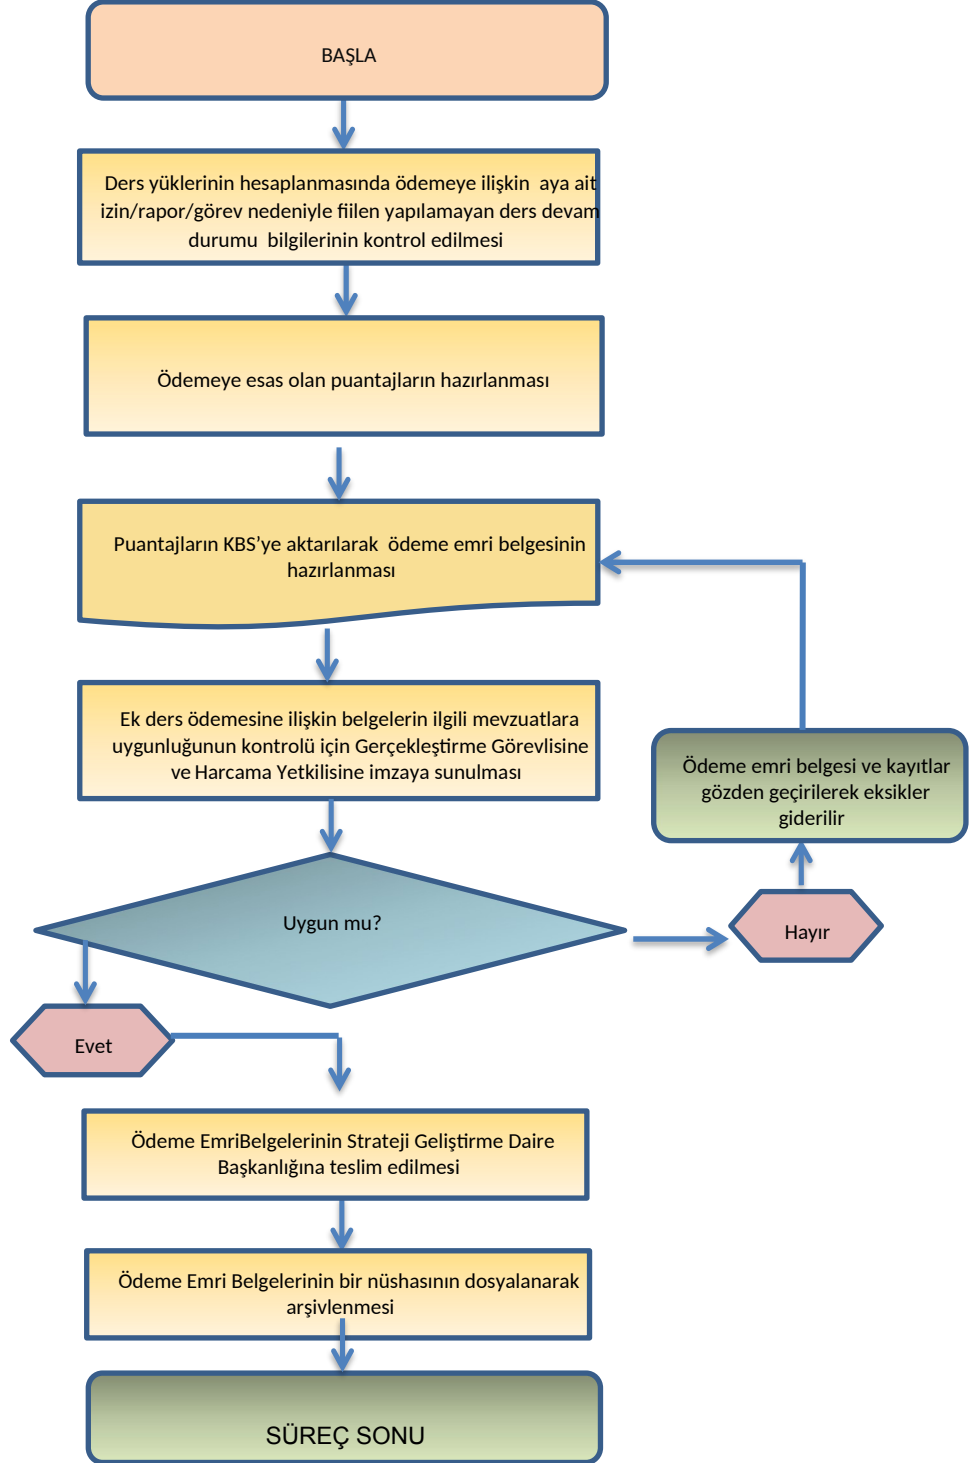 BAŞLA
Ders yüklerinin hesaplanmasında ödemeye ilişkin  aya ait
izin/rapor/görev nedeniyle fiilen yapılamayan ders devam
durumu  bilgilerinin kontrol edilmesi
Ödemeye esas olan puantajların hazırlanması
Puantajların KBS’ye aktarılarak  ödeme emri belgesinin
hazırlanması
Ek ders ödemesine ilişkin belgelerin ilgili mevzuatlara
uygunluğunun kontrolü için Gerçekleştirme Görevlisine
ve Harcama Yetkilisine imzaya sunulması
Ödeme emri belgesi ve kayıtlar
gözden geçirilerek eksikler
giderilir
Uygun mu?
Hayır
Evet
Ödeme EmriBelgelerinin Strateji Geliştirme Daire
Başkanlığına teslim edilmesi
Ödeme Emri Belgelerinin bir nüshasının dosyalanarak
arşivlenmesi
SÜREÇ SONU